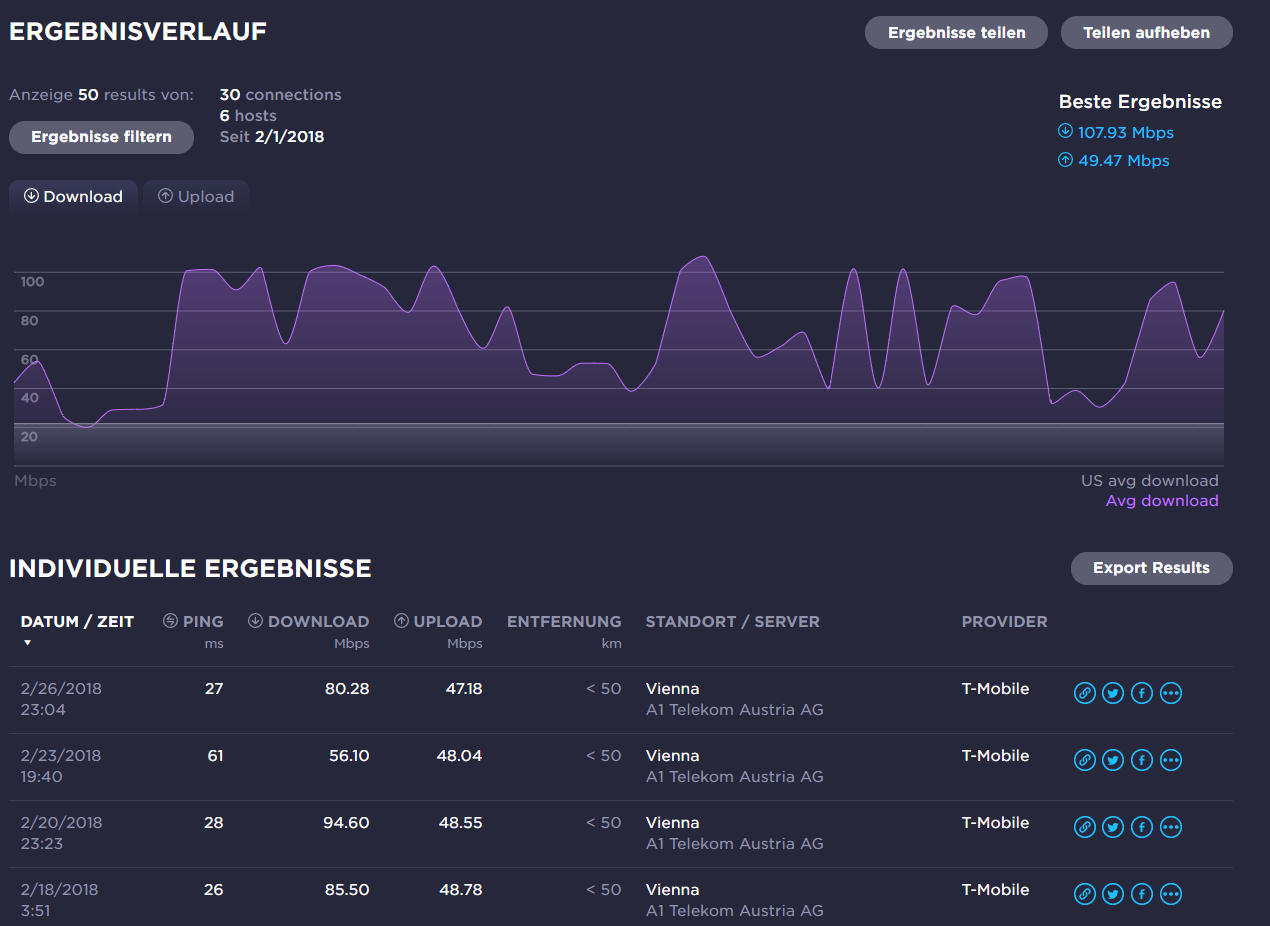 ERGEBNISVERLAUF
Ergebnisse teilen
Teilen aufheben
Anzeige 50 results von:
30 connections
6 hosts
Seit 2/1/2018
Ergebnisse filtern
Beste Ergebnisse
107.93 Mbps
49.47 Mbps
Download
Upload
100
80
60
40
20
Mbps
US avg download
Avg download
INDIVIDUELLE ERGEBNISSE
Export Results
DATUM / ZEIT PING DOWNLOAD UPLOAD ENTFERNUNG STANDORT / SERVER PROVIDER
ms Mbps Mbps km
2/26/2018 27 80.28 47.18 < 50 Vienna T-Mobile
23:04 A1 Telekom Austria AG
2/23/2018 61 56.10 48.04 < 50 Vienna T-Mobile
19:40 A1 Telekom Austria AG
2/20/2018 28 94.60 48.55 < 50 Vienna T-Mobile
23:23 A1 Telekom Austria AG
2/18/2018 26 85.50 48.78 < 50 Vienna T-Mobile
3:51 A1 Telekom Austria AG